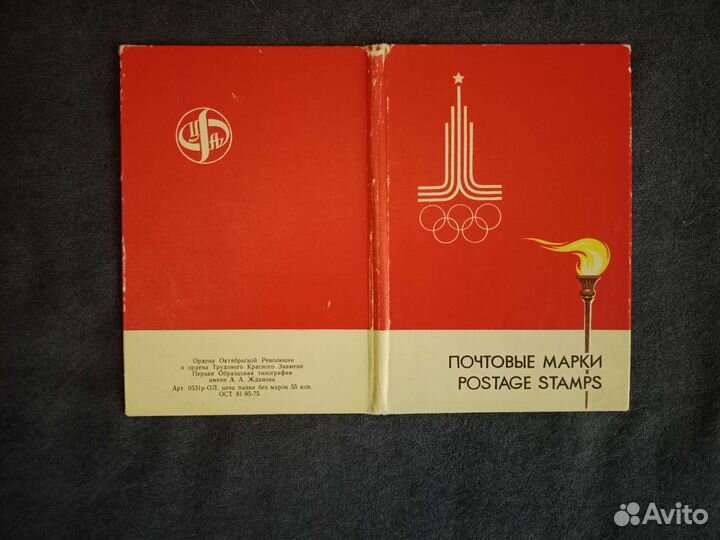 ЦФА
Ордена Октябрьской Революции
и ордена Трудового Красного Знамени
Первая Образцовая типография
имени А. А. Жданова
Арт. 0531р-ОЛ, цена папки без марок 55 коп.
ОСТ 81-95-75
ПОЧТОВЫЕ МАРКИ
POSTAGE STAMPS
Avito